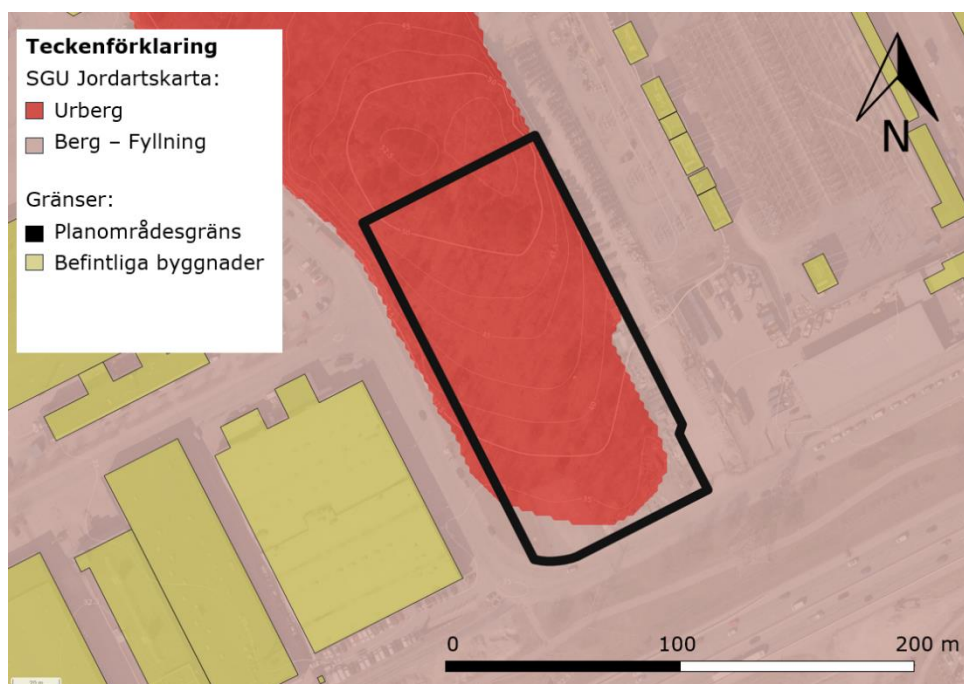 Teckenförklaring
SGU Jordartskarta:
Urberg
Berg – Fyllning
Gränser:
Planområdesgräns
Befintliga byggnader
N
0 100 200 m